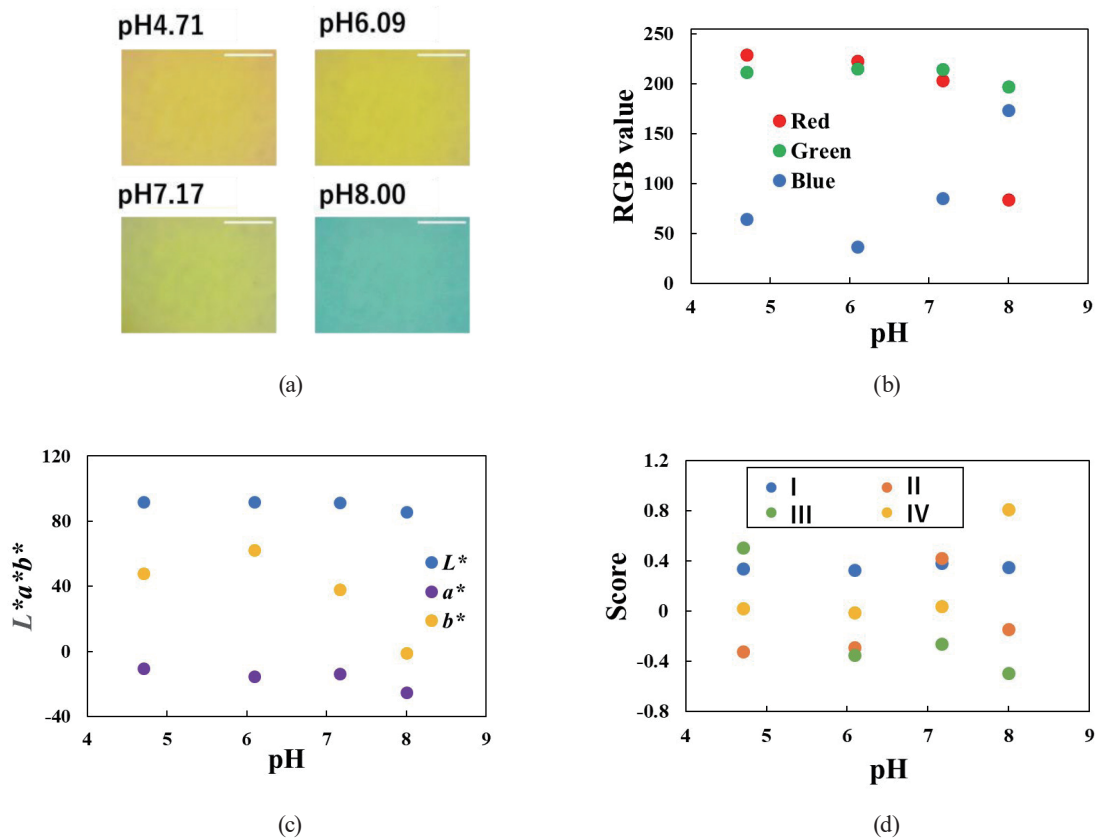 pH4.71
pH6.09
pH7.17
pH8.00
(a)
250
200
150
100
50
0
RGB value
Red
Green
Blue
4
5
6
7
8
9
pH
(b)
120
80
40
0
-40
L*a*b*
L*
a*
b*
4
5
6
7
8
9
pH
(c)
1.2
0.8
0.4
0
-0.4
-0.8
Score
I
II
III
IV
4
5
6
7
8
9
pH
(d)